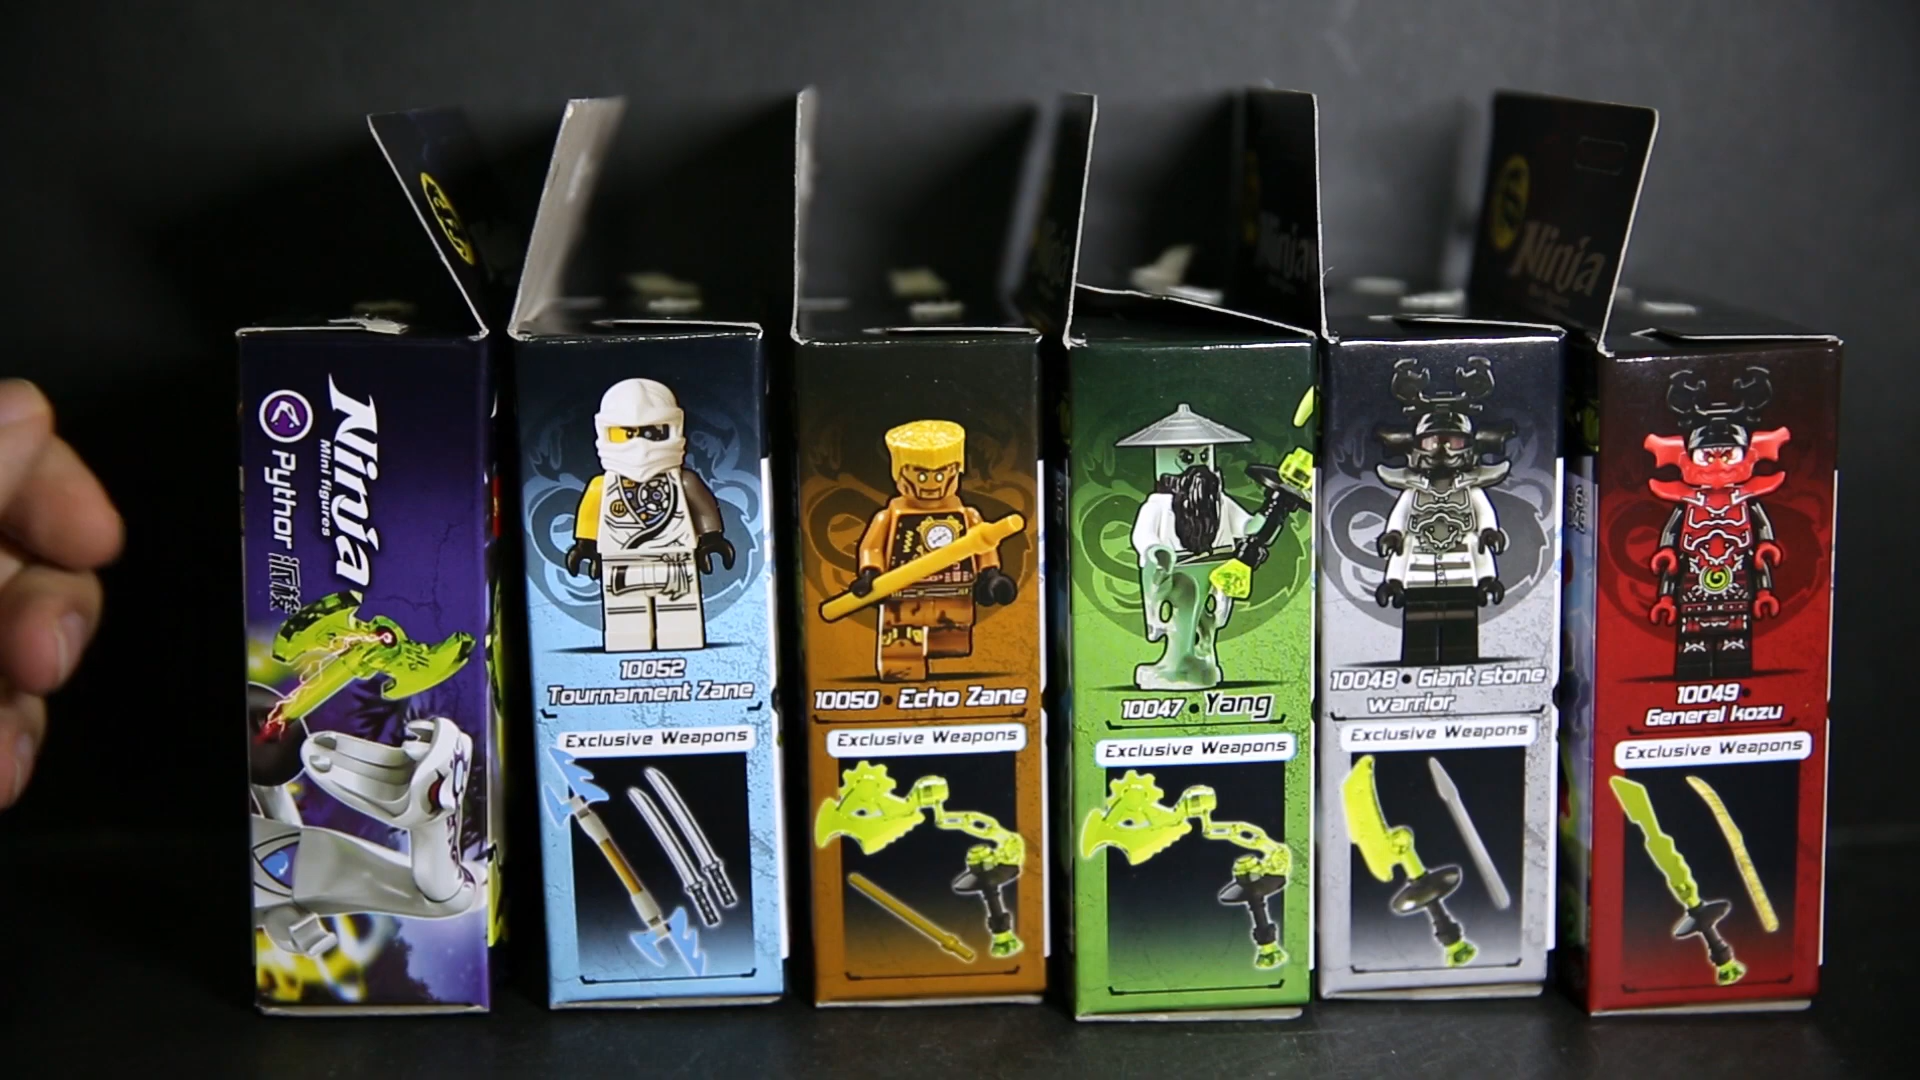 Ninja
Mini figures
Pythor
10052
Tournament Zane
Exclusive Weapons
10050 • Echo Zane
Exclusive Weapons
10047 • Yang
Exclusive Weapons
10048 • Giant stone
warrior
Exclusive Weapons
Ninja
10049
General kozu
Exclusive Weapons
Ninja